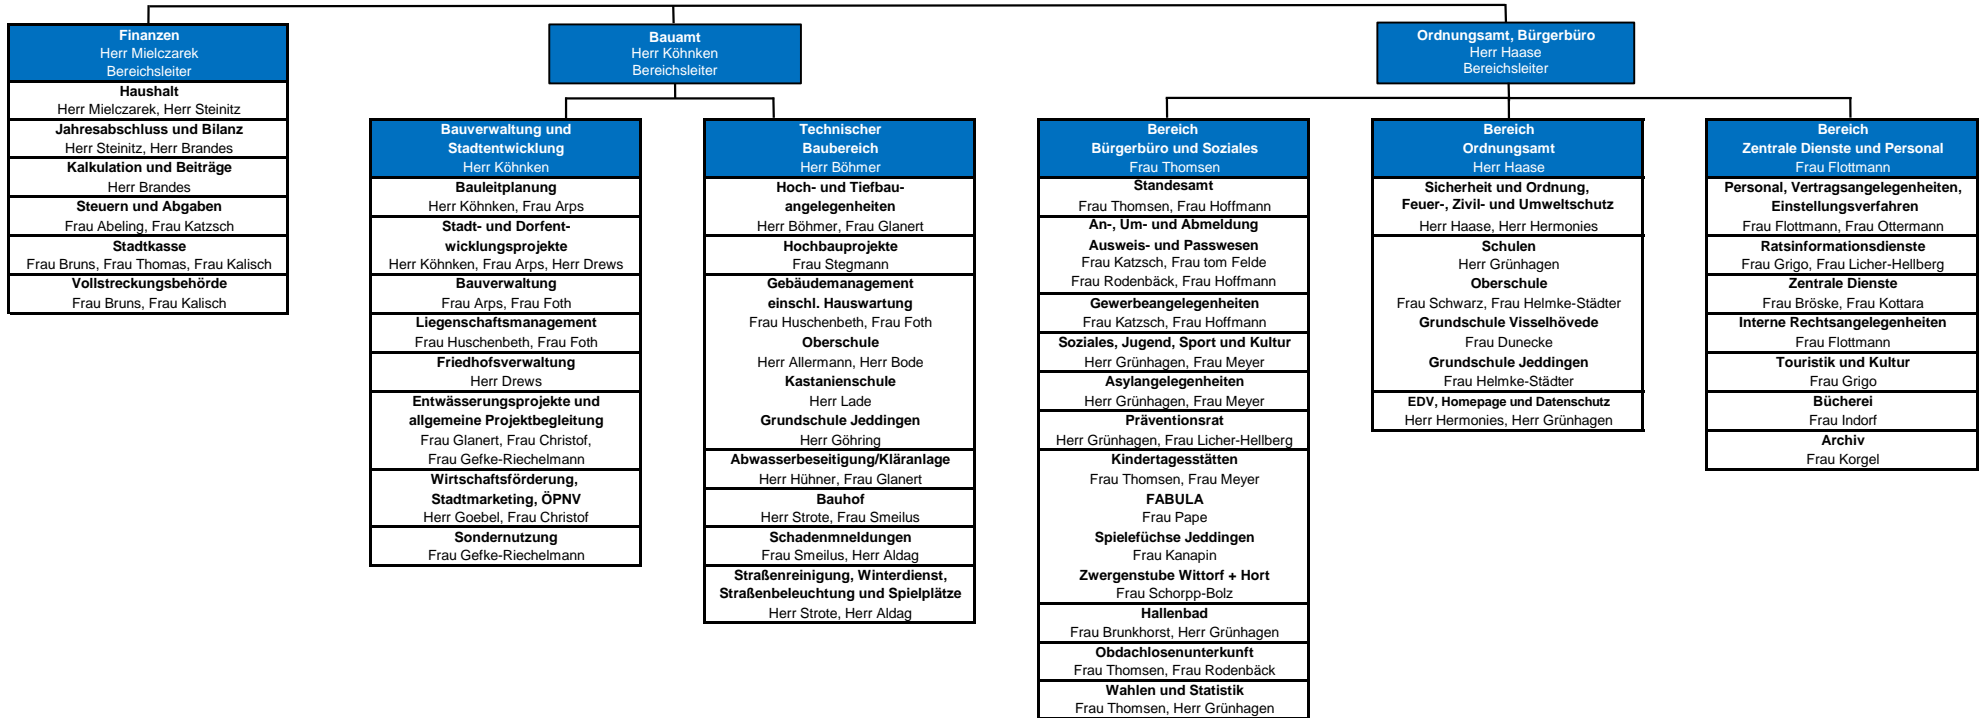 Finanzen
Herr Mielczarek
Bereichsleiter
Haushalt
Herr Mielczarek, Herr Steinitz
Jahresabschluss und Bilanz
Herr Steinitz, Herr Brandes
Kalkulation und Beiträge
Herr Brandes
Steuern und Abgaben
Frau Abeling, Frau Katzsch
Stadtkasse
Frau Bruns, Frau Thomas, Frau Kalisch
Vollstreckungsbehörde
Frau Bruns, Frau Kalisch
Bauamt
Herr Köhnken
Bereichsleiter
Bauverwaltung und
Stadtentwicklung
Herr Köhnken
Bauleitplanung
Herr Köhnken, Frau Arps
Stadt- und Dorfent-
wicklungsprojekte
Herr Köhnken, Frau Arps, Herr Drews
Bauverwaltung
Frau Arps, Frau Foth
Liegenschaftsmanagement
Frau Huschenbeth, Frau Foth
Friedhofsverwaltung
Herr Drews
Entwässerungsprojekte und
allgemeine Projektbegleitung
Frau Glanert, Frau Christof,
Frau Gefke-Riechelmann
Wirtschaftsförderung,
Stadtmarketing, ÖPNV
Herr Goebel, Frau Christof
Sondernutzung
Frau Gefke-Riechelmann
Technischer
Baubereich
Herr Böhmer
Hoch- und Tiefbau-
angelegenheiten
Herr Böhmer, Frau Glanert
Hochbauprojekte
Frau Stegmann
Gebäudemanagement
einschl. Hauswartung
Frau Huschenbeth, Frau Foth
Oberschule
Herr Allermann, Herr Bode
Kastanienschule
Herr Lade
Grundschule Jeddingen
Herr Göhring
Abwasserbeseitigung/Kläranlage
Herr Hühner, Frau Glanert
Bauhof
Herr Strote, Frau Smeilus
Schadenmneldungen
Frau Smeilus, Herr Aldag
Straßenreinigung, Winterdienst,
Straßenbeleuchtung und Spielplätze
Herr Strote, Herr Aldag
Ordnungsamt, Bürgerbüro
Herr Haase
Bereichsleiter
Bereich
Bürgerbüro und Soziales
Frau Thomsen
Standesamt
Frau Thomsen, Frau Hoffmann
An-, Um- und Abmeldung
Ausweis- und Passwesen
Frau Katzsch, Frau tom Felde
Frau Rodenbäck, Frau Hoffmann
Gewerbeangelegenheiten
Frau Katzsch, Frau Hoffmann
Soziales, Jugend, Sport und Kultur
Herr Grünhagen, Frau Meyer
Asylangelegenheiten
Herr Grünhagen, Frau Meyer
Präventionsrat
Herr Grünhagen, Frau Licher-Hellberg
Kindertagesstätten
Frau Thomsen, Frau Meyer
FABULA
Frau Pape
Spielefüchse Jeddingen
Frau Kanapin
Zwergenstube Wittorf + Hort
Frau Schorpp-Bolz
Hallenbad
Frau Brunkhorst, Herr Grünhagen
Obdachlosenunterkunft
Frau Thomsen, Frau Rodenbäck
Wahlen und Statistik
Frau Thomsen, Herr Grünhagen
Bereich
Ordnungsamt
Herr Haase
Sicherheit und Ordnung,
Feuer-, Zivil- und Umweltschutz
Herr Haase, Herr Hermonies
Schulen
Herr Grünhagen
Oberschule
Frau Schwarz, Frau Helmke-Städter
Grundschule Visselhövede
Frau Dunecke
Grundschule Jeddingen
Frau Helmke-Städter
EDV, Homepage und Datenschutz
Herr Hermonies, Herr Grünhagen
Bereich
Zentrale Dienste und Personal
Frau Flottmann
Personal, Vertragsangelegenheiten,
Einstellungsverfahren
Frau Flottmann, Frau Ottermann
Ratsinformationsdienste
Frau Grigo, Frau Licher-Hellberg
Zentrale Dienste
Frau Bröske, Frau Kottara
Interne Rechtsangelegenheiten
Frau Flottmann
Touristik und Kultur
Frau Grigo
Bücherei
Frau Indorf
Archiv
Frau Korgel